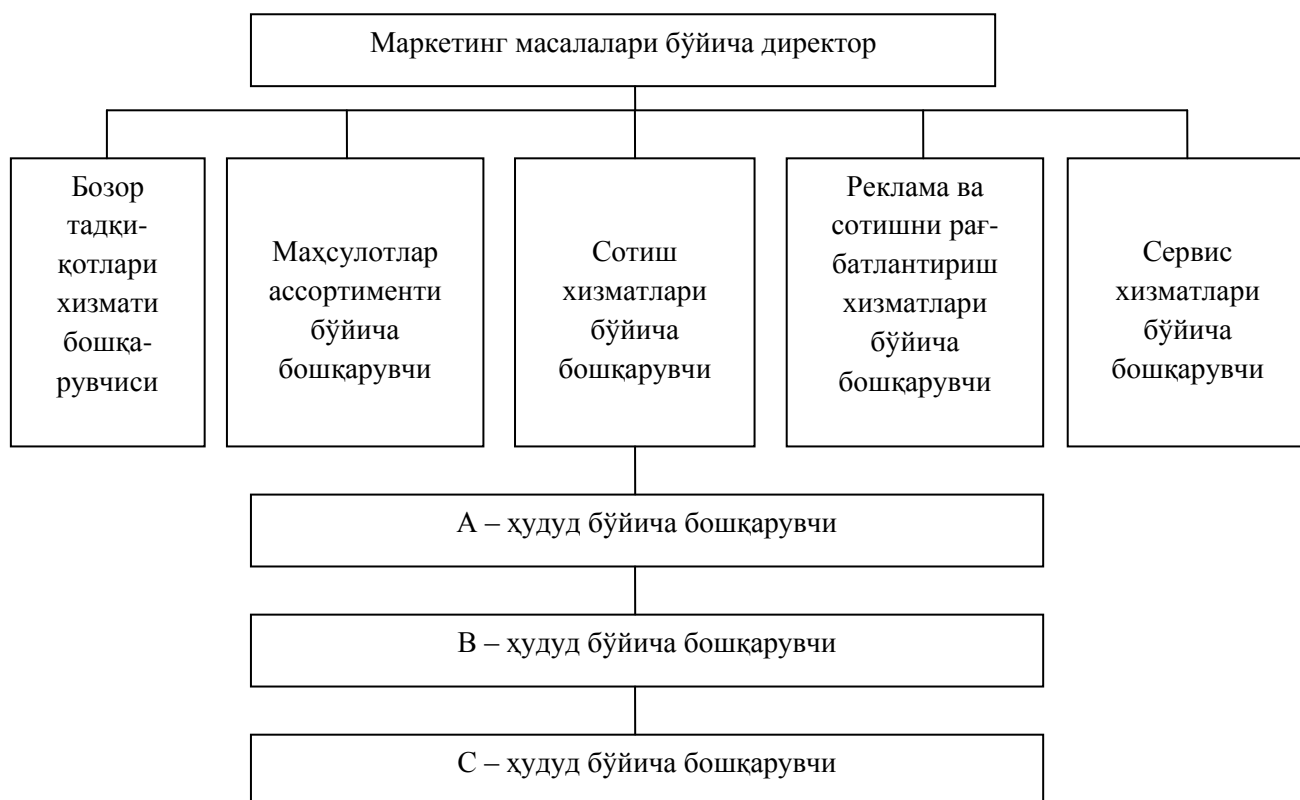 Маркетинг масалалари бўйича директор
Бозор
тадқи-
қотлари
хизмати
бошқа-
рувчиси
Маҳсулотлар
ассортименти
бўйича
бошқарувчи
Сотиш
хизматлари
бўйича
бошқарувчи
Реклама ва
сотишни рағ-
батлантириш
хизматлари
бўйича
бошқарувчи
Сервис
хизматлари
бўйича
бошқарувчи
А – ҳудуд бўйича бошқарувчи
В – ҳудуд бўйича бошқарувчи
С – ҳудуд бўйича бошқарувчи